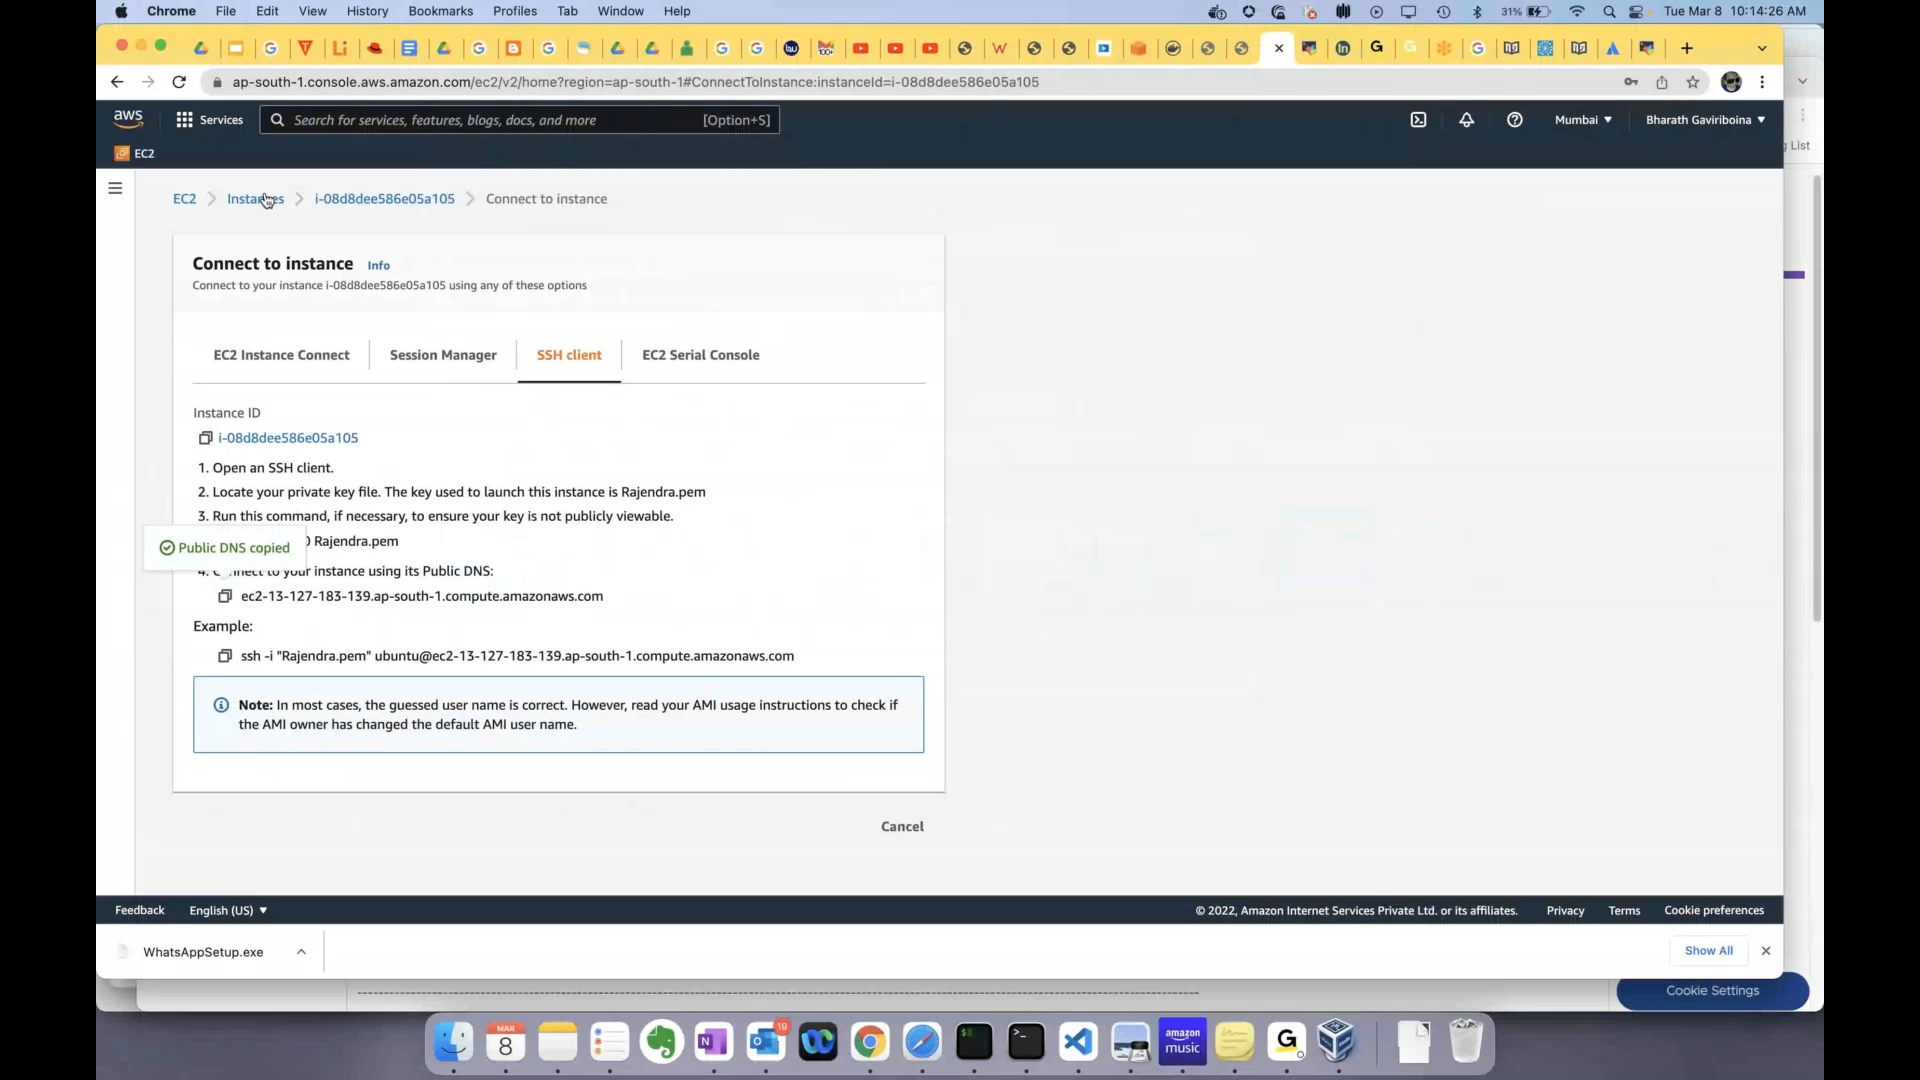 Chrome File Edit View History Bookmarks Profiles Tab Window Help 31% Tue Mar 8 10:14:26 AM
ap-south-1.console.aws.amazon.com/ec2/v2/home?region=ap-south-1#ConnectToInstance:instanceId=i-08d8dee586e05a105
aws Services Search for services, features, blogs, docs, and more [Option+S] Mumbai Bharath Gaviriboina
List
EC2
EC2 Instances i-08d8dee586e05a105 Connect to instance
Connect to instance Info
Connect to your instance i-08d8dee586e05a105 using any of these options
EC2 Instance Connect Session Manager SSH client EC2 Serial Console
Instance ID
i-08d8dee586e05a105
1. Open an SSH client.
2. Locate your private key file. The key used to launch this instance is Rajendra.pem
3. Run this command, if necessary, to ensure your key is not publicly viewable.
Rajendra.pem
Public DNS copied
4. Connect to your instance using its Public DNS:
ec2-13-127-183-139.ap-south-1.compute.amazonaws.com
Example:
ssh -i "Rajendra.pem" ubuntu@ec2-13-127-183-139.ap-south-1.compute.amazonaws.com
Note: In most cases, the guessed user name is correct. However, read your AMI usage instructions to check if
the AMI owner has changed the default AMI user name.
Cancel
Feedback English (US) © 2022, Amazon Internet Services Private Ltd. or its affiliates. Privacy Terms Cookie preferences
WhatsAppSetup.exe Show All
Cookie Settings
MAR
8
19
amazon
music